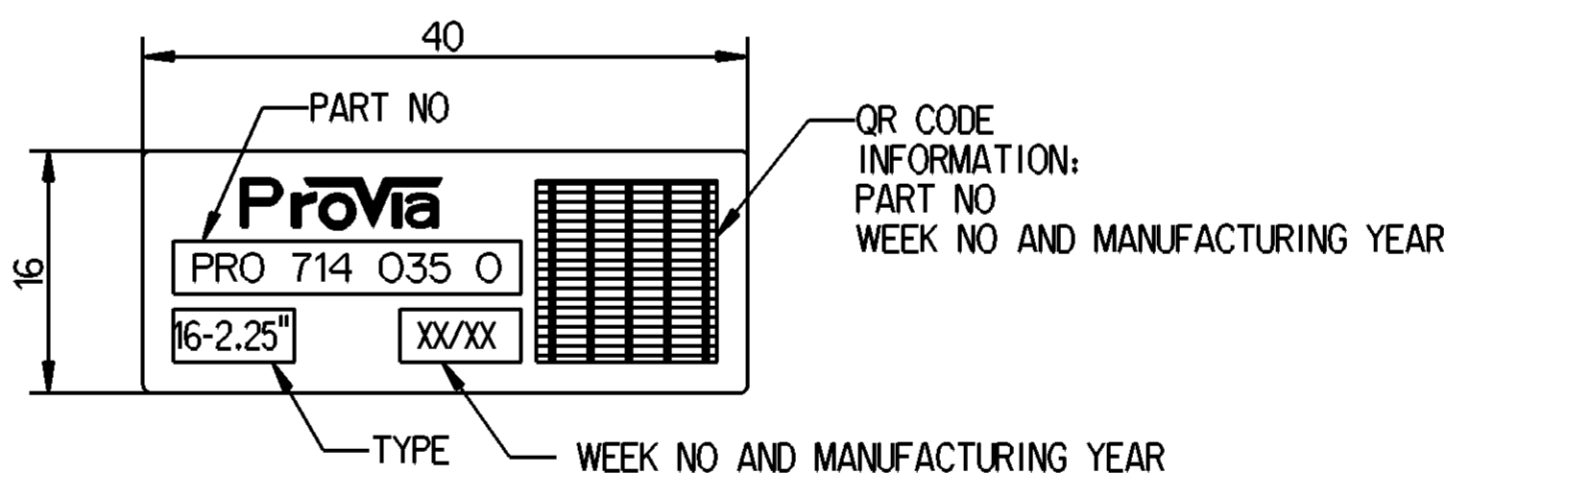 40
PART NO
QR CODE
INFORMATION:
PART NO
WEEK NO AND MANUFACTURING YEAR
16
ProVia
PRO 714 035 0
16-2.25"
XX/XX
TYPE
WEEK NO AND MANUFACTURING YEAR